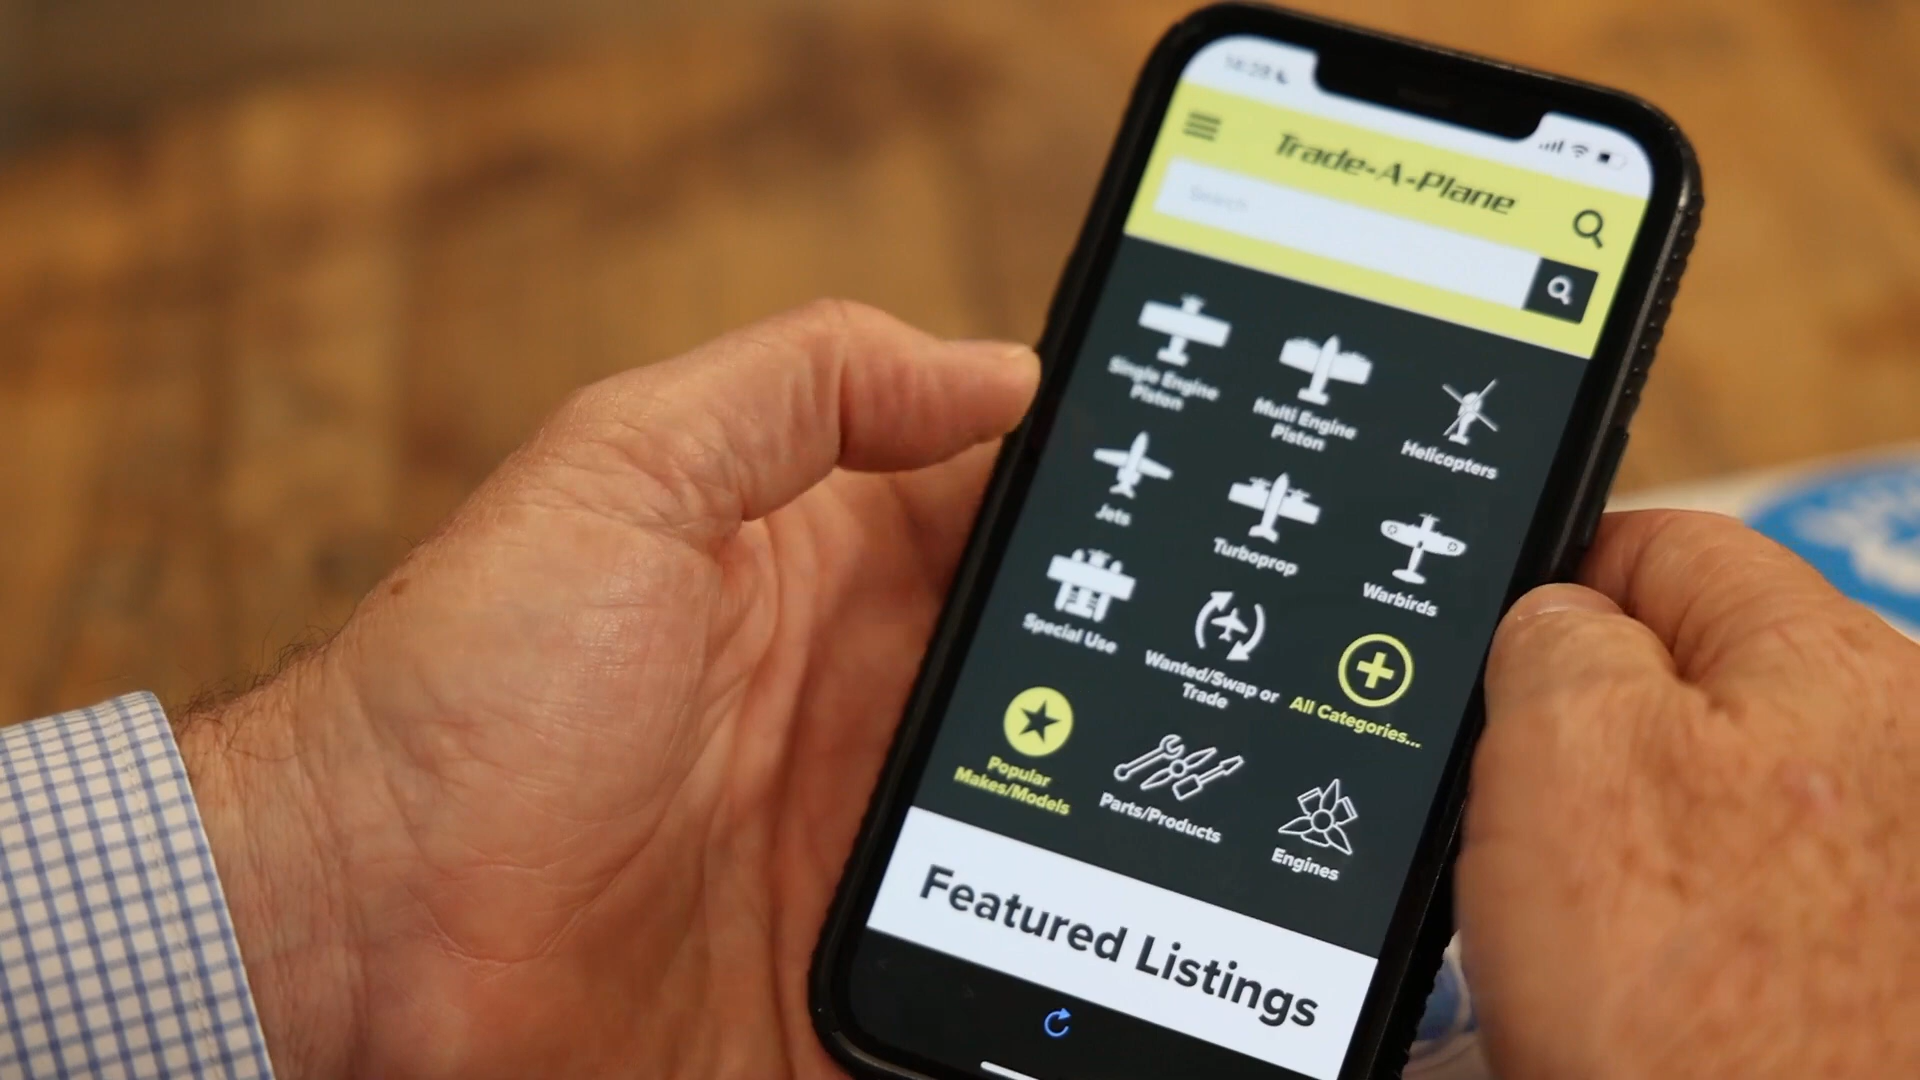 Trade-A-Plane
Search
Single Engine
Piston
Multi Engine
Piston
Helicopters
Jets
Turboprop
Warbirds
Special Use
Wanted/Swap or
Trade
All Categories...
Popular
Makes/Models
Parts/Products
Engines
Featured Listings